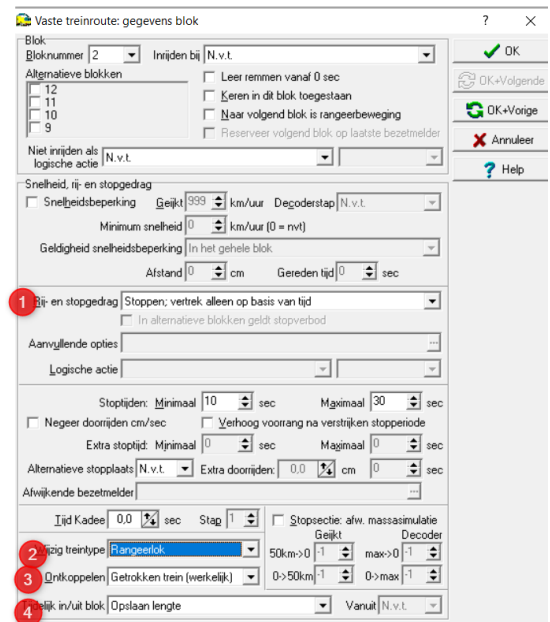 Vaste treinroute: gegevens blok
? ×
Blok
Bloknummer 2 Inrijden bij N.v.t.
OK
Alternatieve blokken
12
11
10
9
Leer remmen vanaf 0 sec
Keren in dit blok toegestaan
Naar volgend blok is rangeerbeweging
Reserveer volgend blok op laatste bezetmelder
OK+Volgende
OK+Vorige
Annuleer
Help
Niet inrijden als
logische actie N.v.t.
Snelheid, rij- en stopgedrag
Snelheidsbeperking Geijkt 999 km/uur Decoderstap N.v.t.
Minimum snelheid 0 km/uur (0 = nvt)
Geldigheid snelheidsbeperking In het gehele blok
Afstand 0 cm Gereden tijd 0 sec
1 Rij- en stopgedrag Stoppen; vertrek alleen op basis van tijd
In alternatieve blokken geldt stopverbod
Aanvullende opties ...
Logische actie
Stoptijden: Minimaal 10 sec Maximaal 30 sec
Negeer doorrijden cm/sec Verhoog voorrang na verstrijken stopperiode
Extra stoptijd: Minimaal 0 sec Maximaal 0 sec
Alternatieve stopplaats N.v.t. Extra doorrijden: 0,0 cm 0 sec
Afwijkende bezetmelder ...
Tijd Kadee 0,0 sec Stap 1
Stopsectie: afw. massasimulatie
Geijkt Decoder
2 Wijzig treintype Rangeerlok
50km->0 -1 max->0 -1
3 Ontkoppelen Getrokken trein (werkelijk)
0->50km -1 0->max -1
4 Tijdelijk in/uit blok Opslaan lengte Vanuit N.v.t.